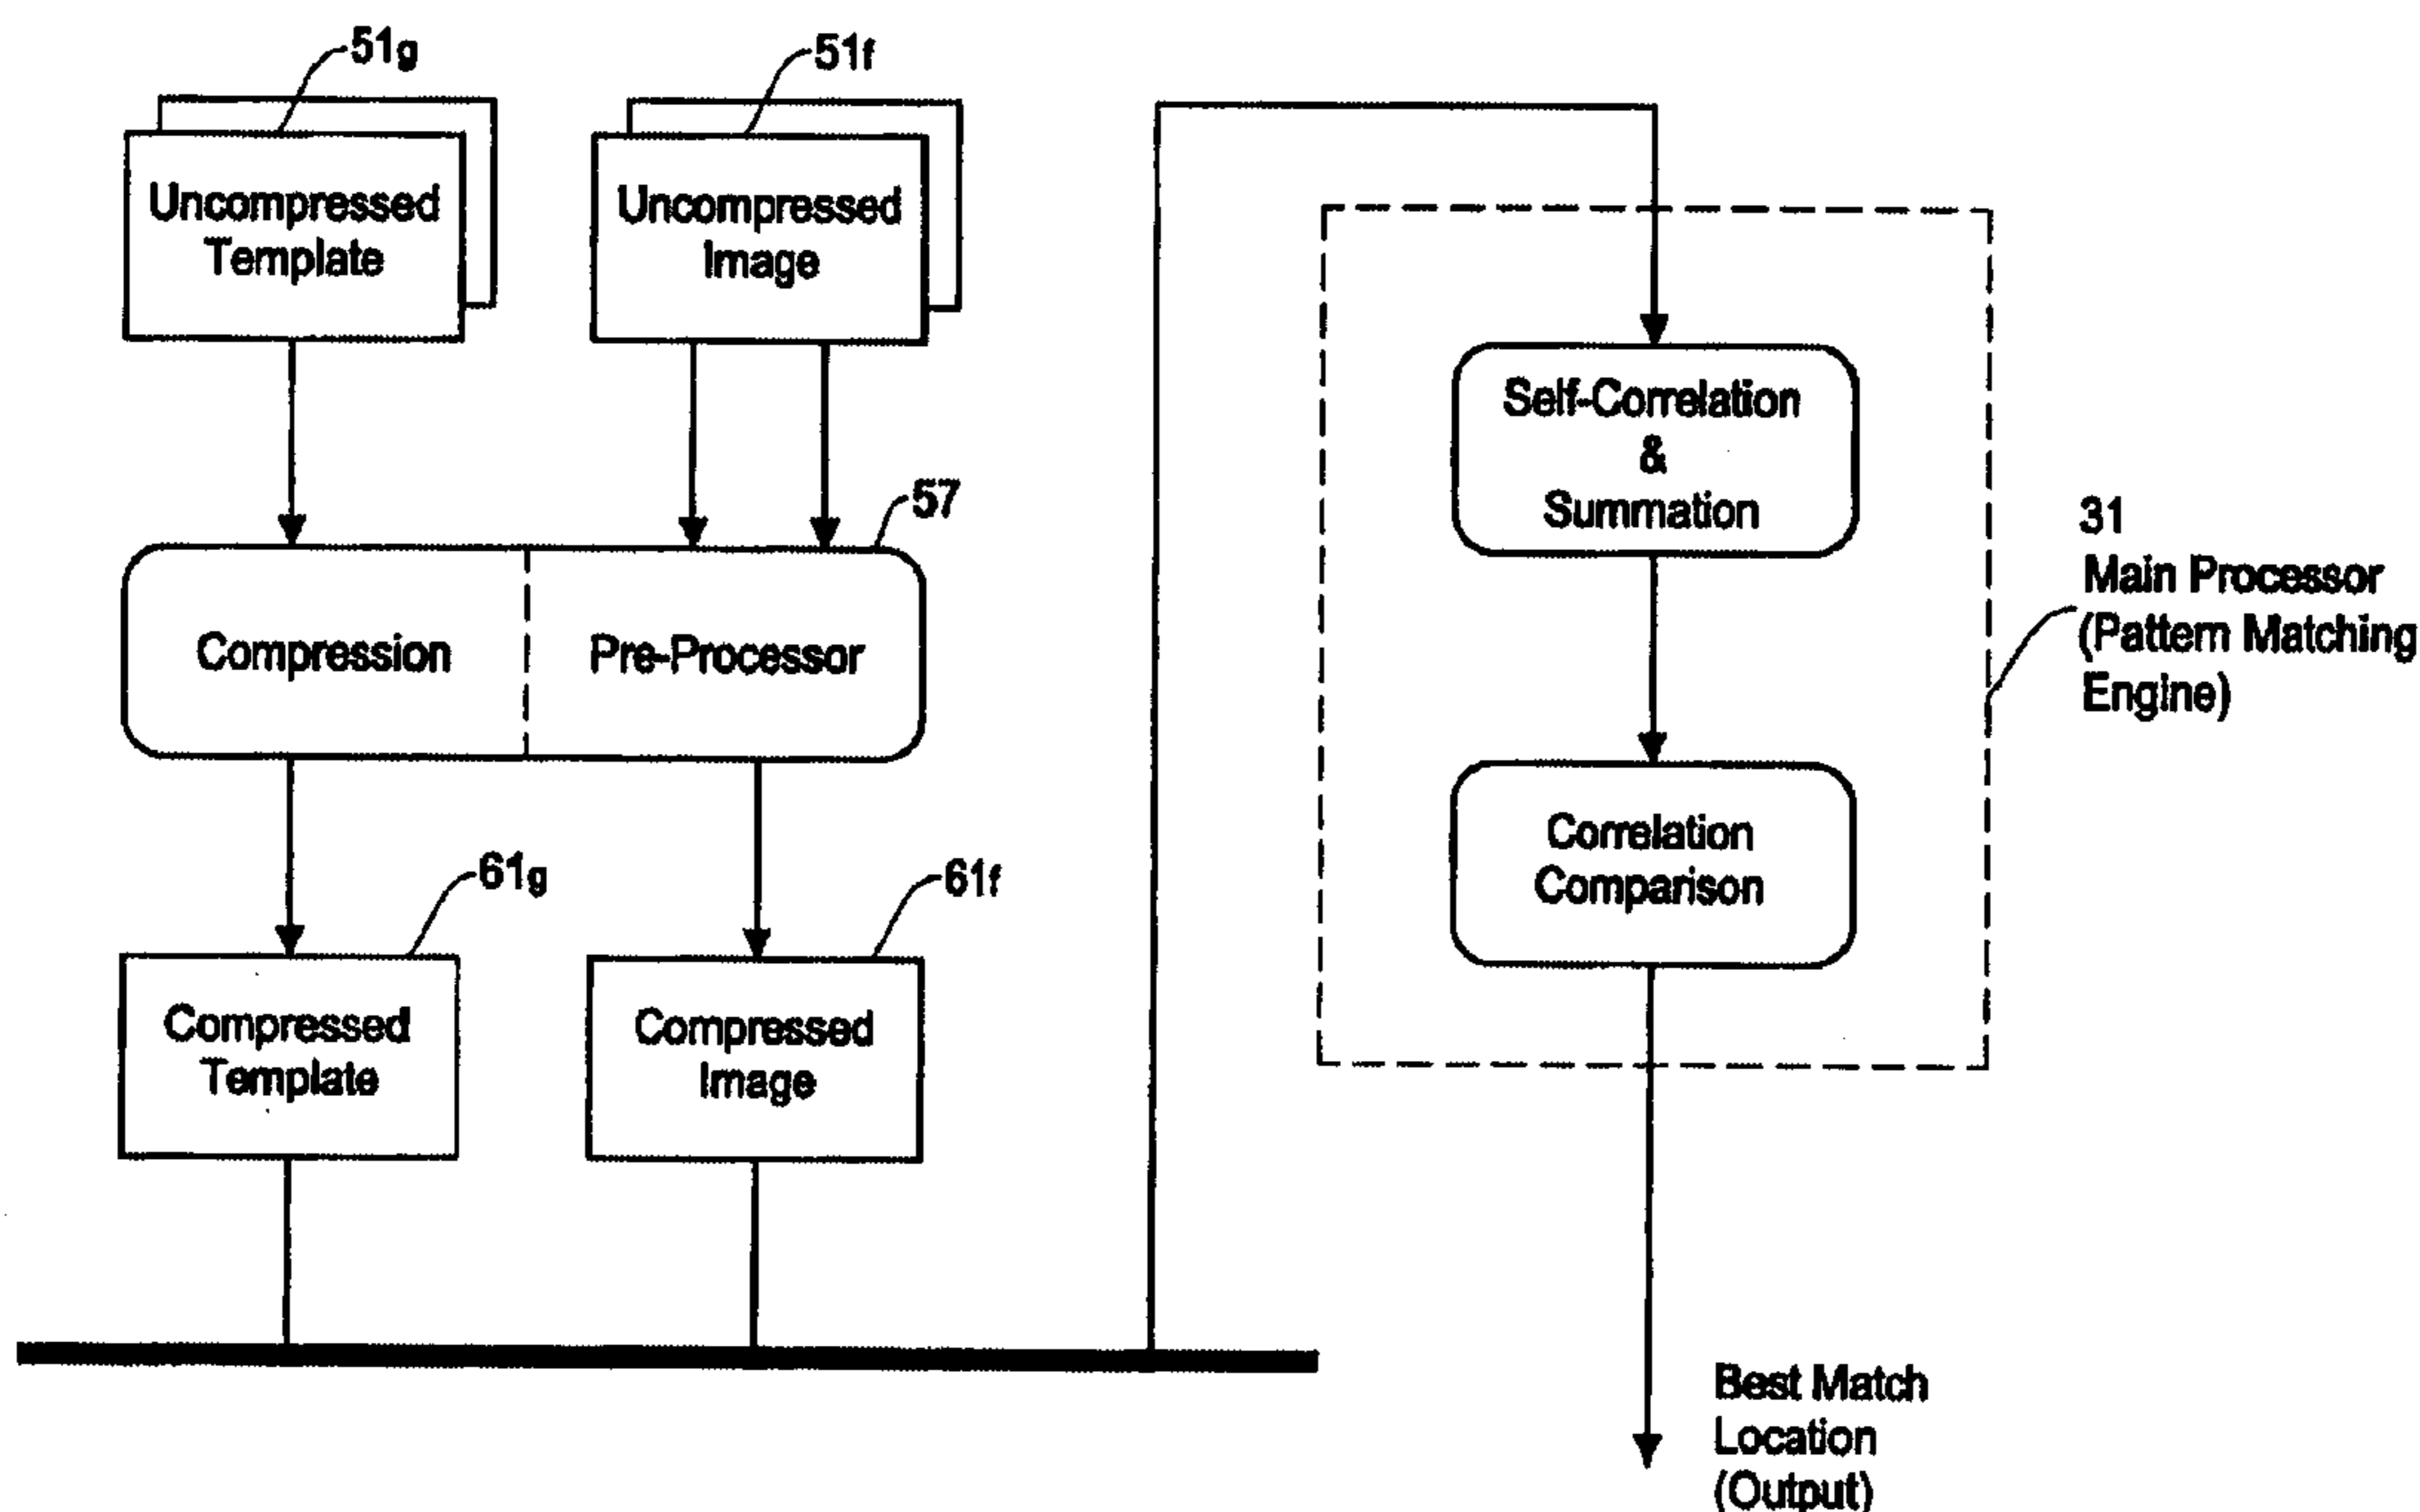 51g
51f
Uncompressed
Template
Uncompressed
Image
57
Compression
Pre-Processor
61g
61f
Compressed
Template
Compressed
Image
Self-Correlation
&
Summation
Correlation
Comparison
31
Main Processor
(Pattern Matching
Engine)
Best Match
Location
(Output)